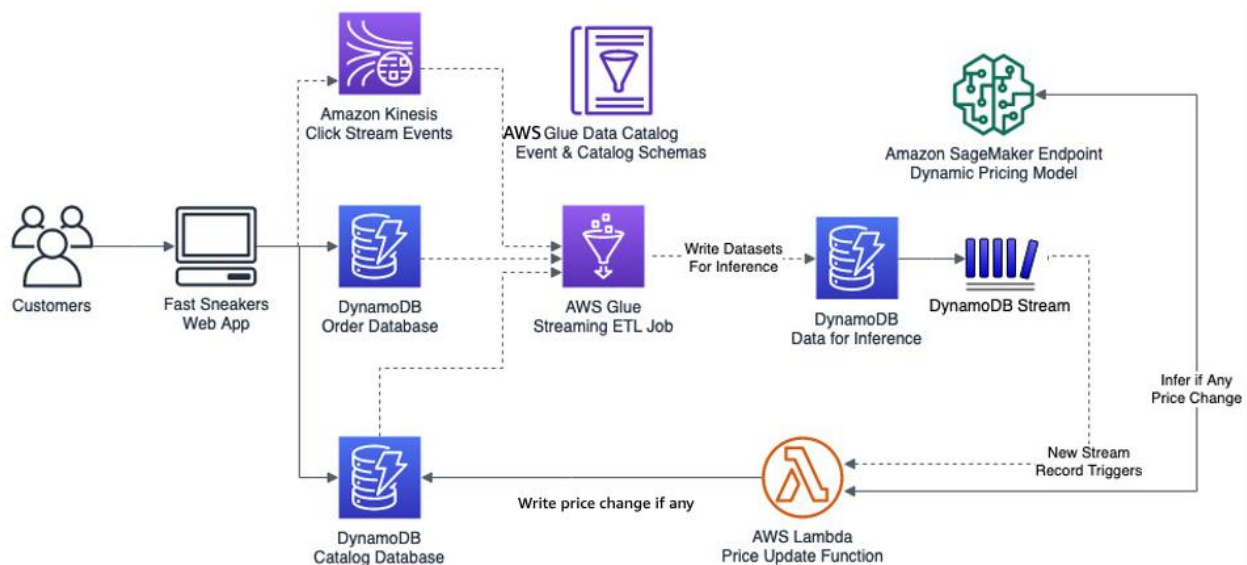 Amazon Kinesis
Click Stream Events
AWS Glue Data Catalog
Event & Catalog Schemas
Amazon SageMaker Endpoint
Dynamic Pricing Model
Customers
Fast Sneakers
Web App
DynamoDB
Order Database
AWS Glue
Streaming ETL Job
Write Datasets
For Inference
DynamoDB
Data for Inference
DynamoDB Stream
Infer if Any
Price Change
New Stream
Record Triggers
Write price change if any
DynamoDB
Catalog Database
AWS Lambda
Price Update Function